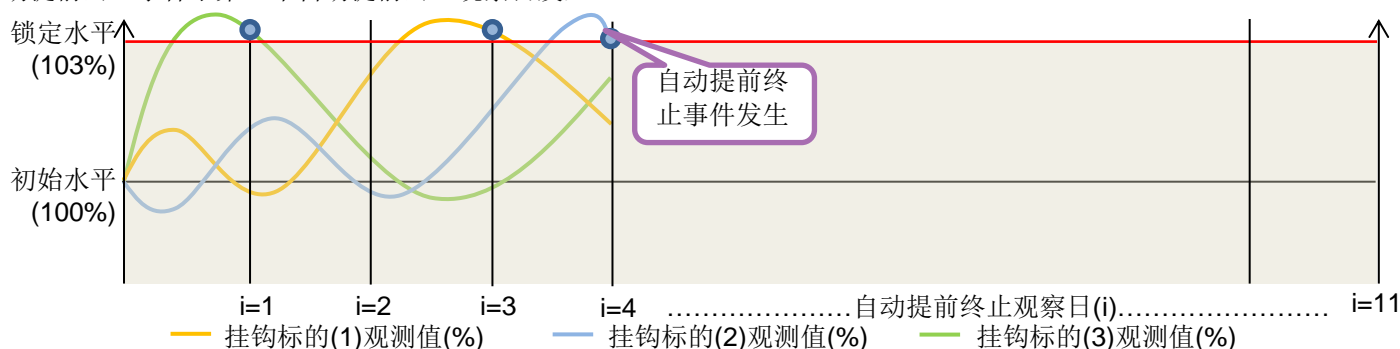 锁定水平
(103%)
自动提前终
止事件发生
初始水平
(100%)
i=1
i=2
i=3
i=4
…………………自动提前终止观察日(i)………………………
i=11
挂钩标的(1)观测值(%)
挂钩标的(2)观测值(%)
挂钩标的(3)观测值(%)